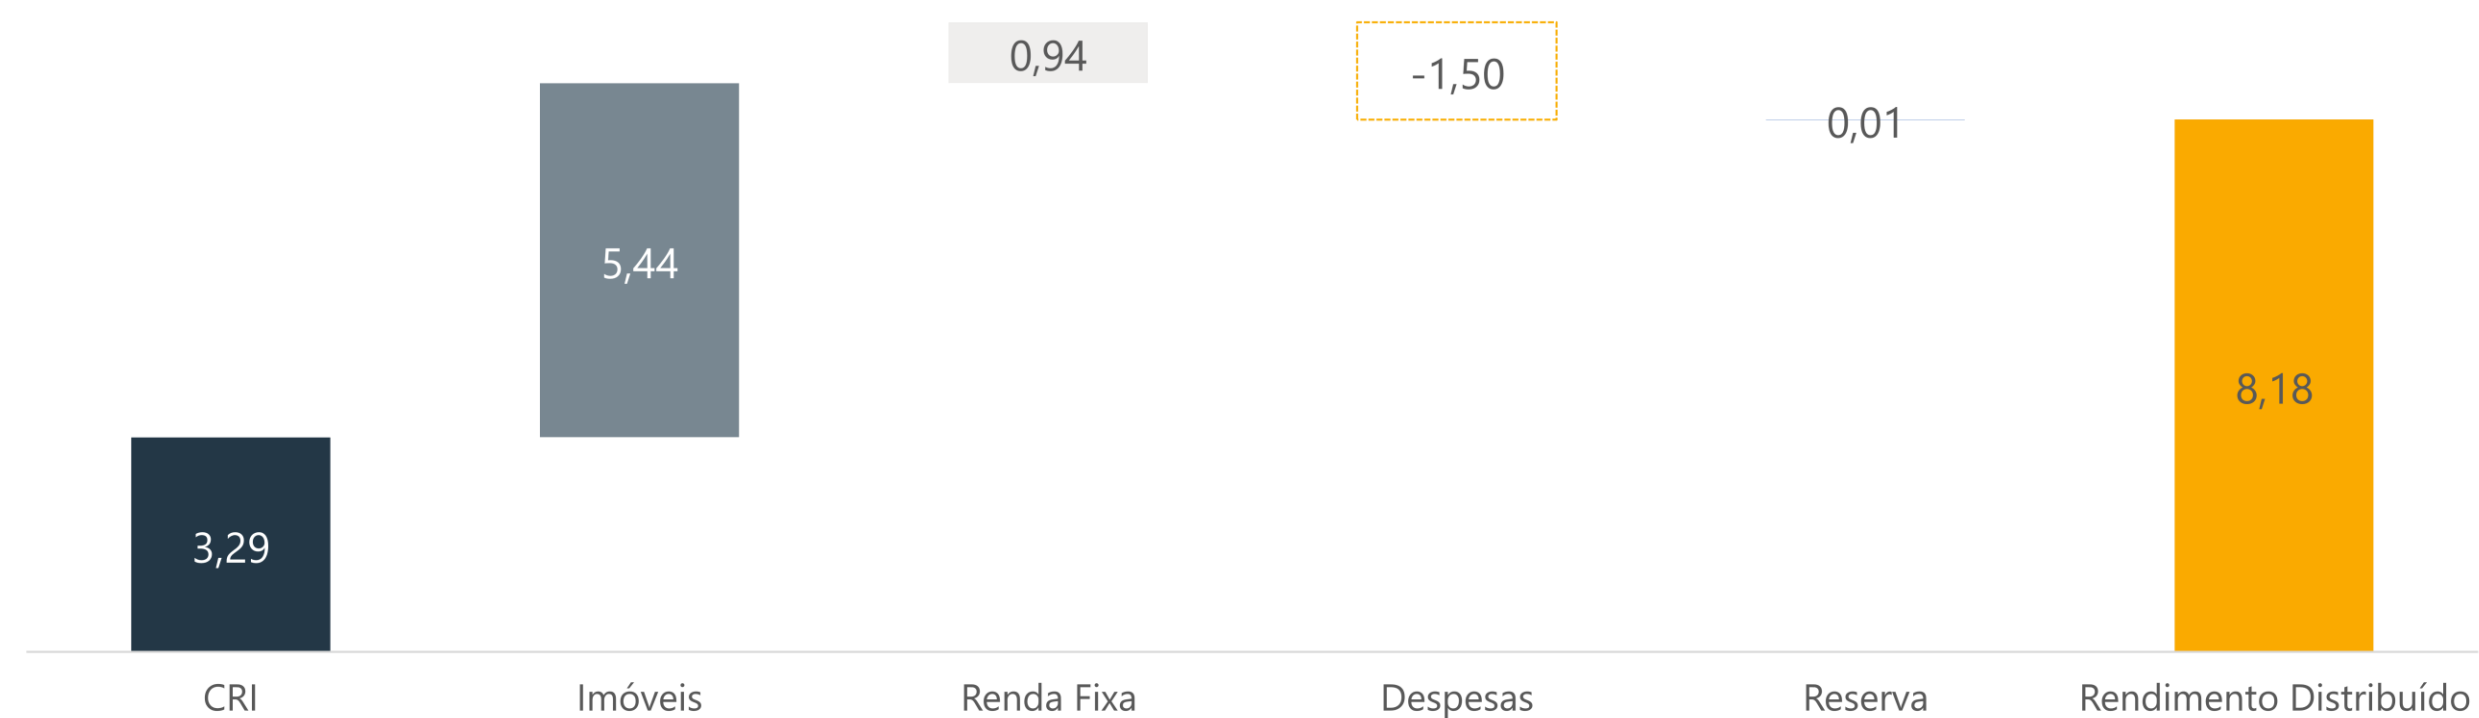 0,94
-1,50
0,01
5,44
8,18
3,29
CRI
Imóveis
Renda Fixa
Despesas
Reserva
Rendimento Distribuído